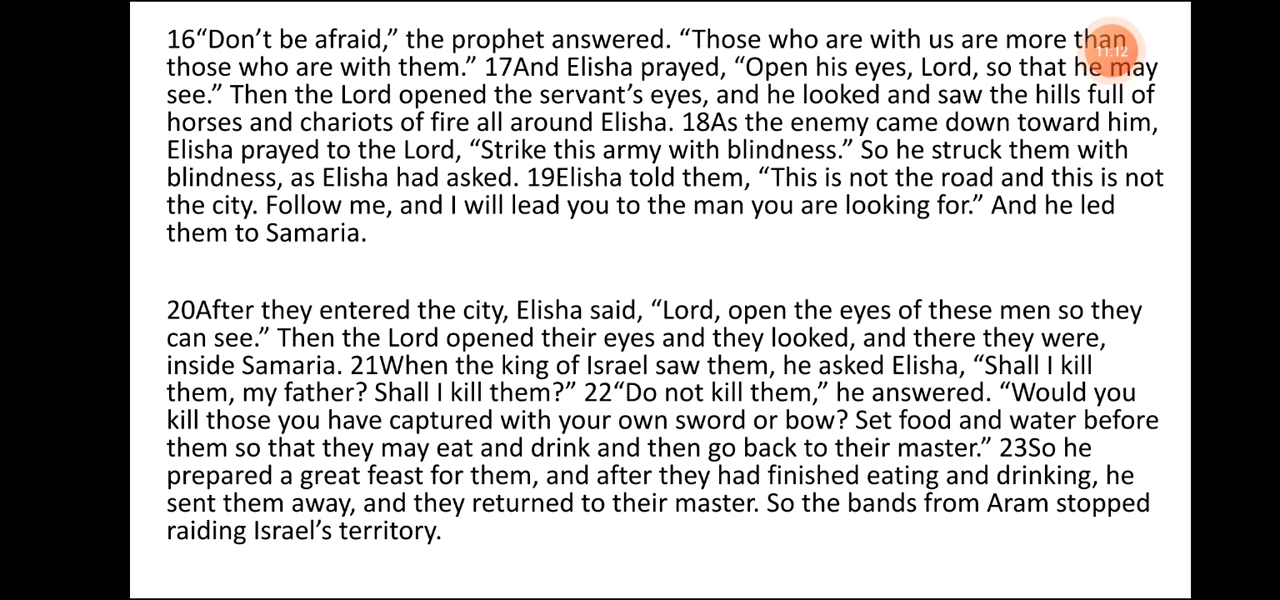 16“Don’t be afraid,” the prophet answered. “Those who are with us are more than
those who are with them.” 17And Elisha prayed, “Open his eyes, Lord, so that he may
see.” Then the Lord opened the servant’s eyes, and he looked and saw the hills full of
horses and chariots of fire all around Elisha. 18As the enemy came down toward him,
Elisha prayed to the Lord, “Strike this army with blindness.” So he struck them with
blindness, as Elisha had asked. 19Elisha told them, “This is not the road and this is not
the city. Follow me, and I will lead you to the man you are looking for.” And he led
them to Samaria.
20After they entered the city, Elisha said, “Lord, open the eyes of these men so they
can see.” Then the Lord opened their eyes and they looked, and there they were,
inside Samaria. 21When the king of Israel saw them, he asked Elisha, “Shall I kill
them, my father? Shall I kill them?” 22“Do not kill them,” he answered. “Would you
kill those you have captured with your own sword or bow? Set food and water before
them so that they may eat and drink and then go back to their master.” 23So he
prepared a great feast for them, and after they had finished eating and drinking, he
sent them away, and they returned to their master. So the bands from Aram stopped
raiding Israel’s territory.
11:12